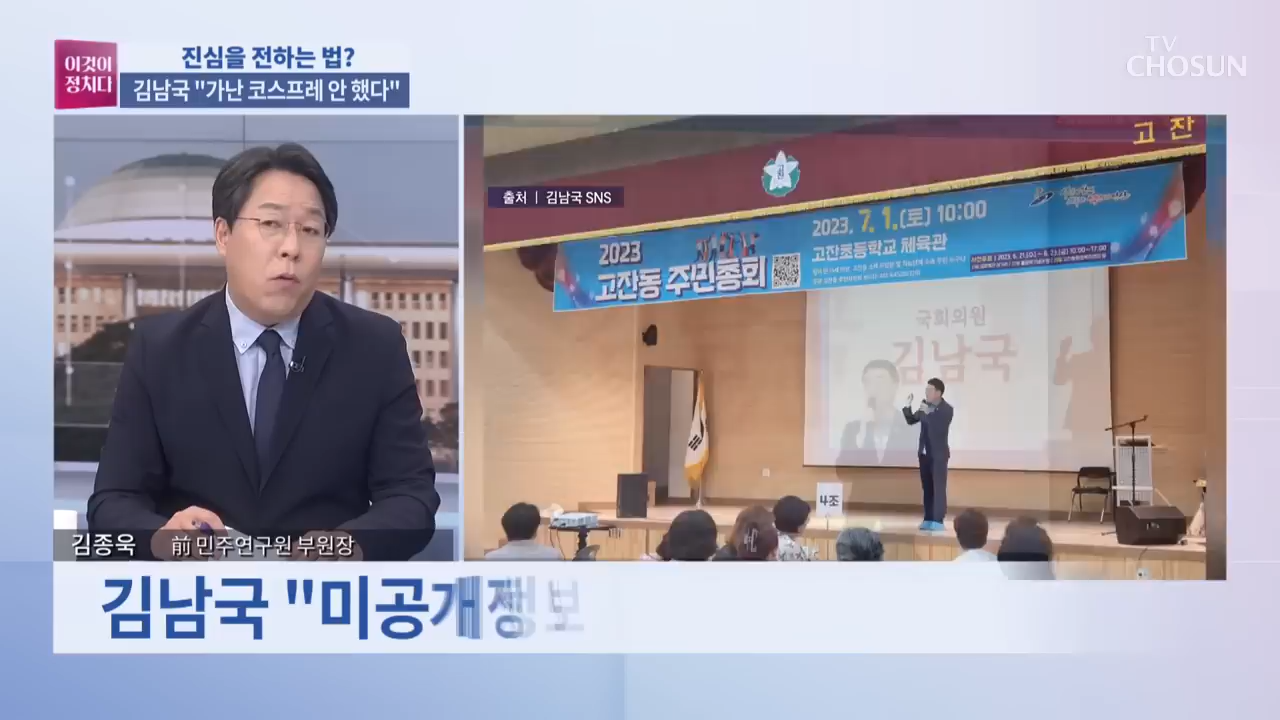 이것이
정치다
진심을 전하는 법?
김남국 "가난 코스프레 안 했다"
TV
CHOSUN
출처 | 김남국 SNS
고잔
2023
고잔동 주민총회
2023. 7. 1.(토) 10:00
고잔초등학교 체육관
국회의원
김남국
4조
김종욱 前 민주연구원 부원장
김남국 "미공개정보